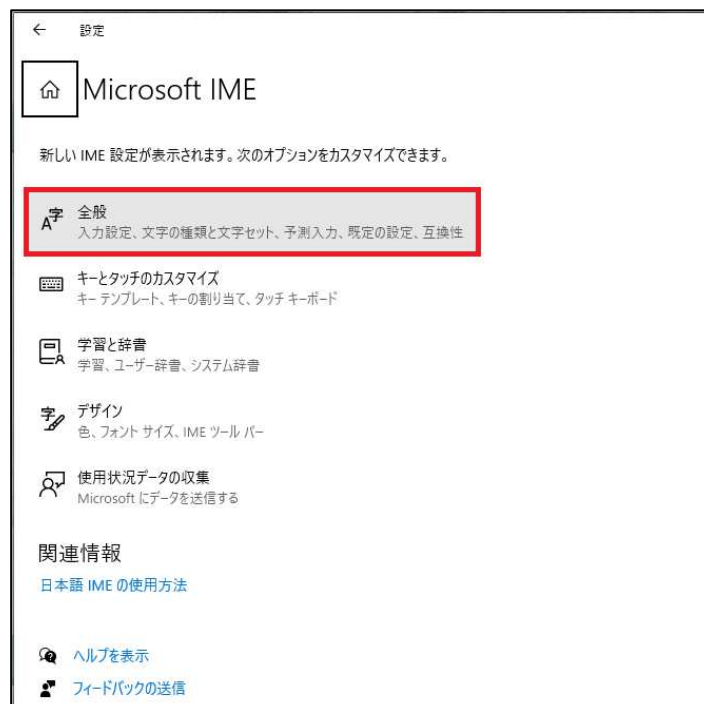 設定
Microsoft IME
新しい IME 設定が表示されます。次のオプションをカスタマイズできます。
全般
入力設定、文字の種類と文字セット、予測入力、既定の設定、互換性
キーとタッチのカスタマイズ
キー テンプレート、キーの割り当て、タッチ キーボード
学習と辞書
学習、ユーザー辞書、システム辞書
デザイン
色、フォント サイズ、IME ツール バー
使用状況データの収集
Microsoft にデータを送信する
関連情報
日本語 IME の使用方法
ヘルプを表示
フィードバックの送信